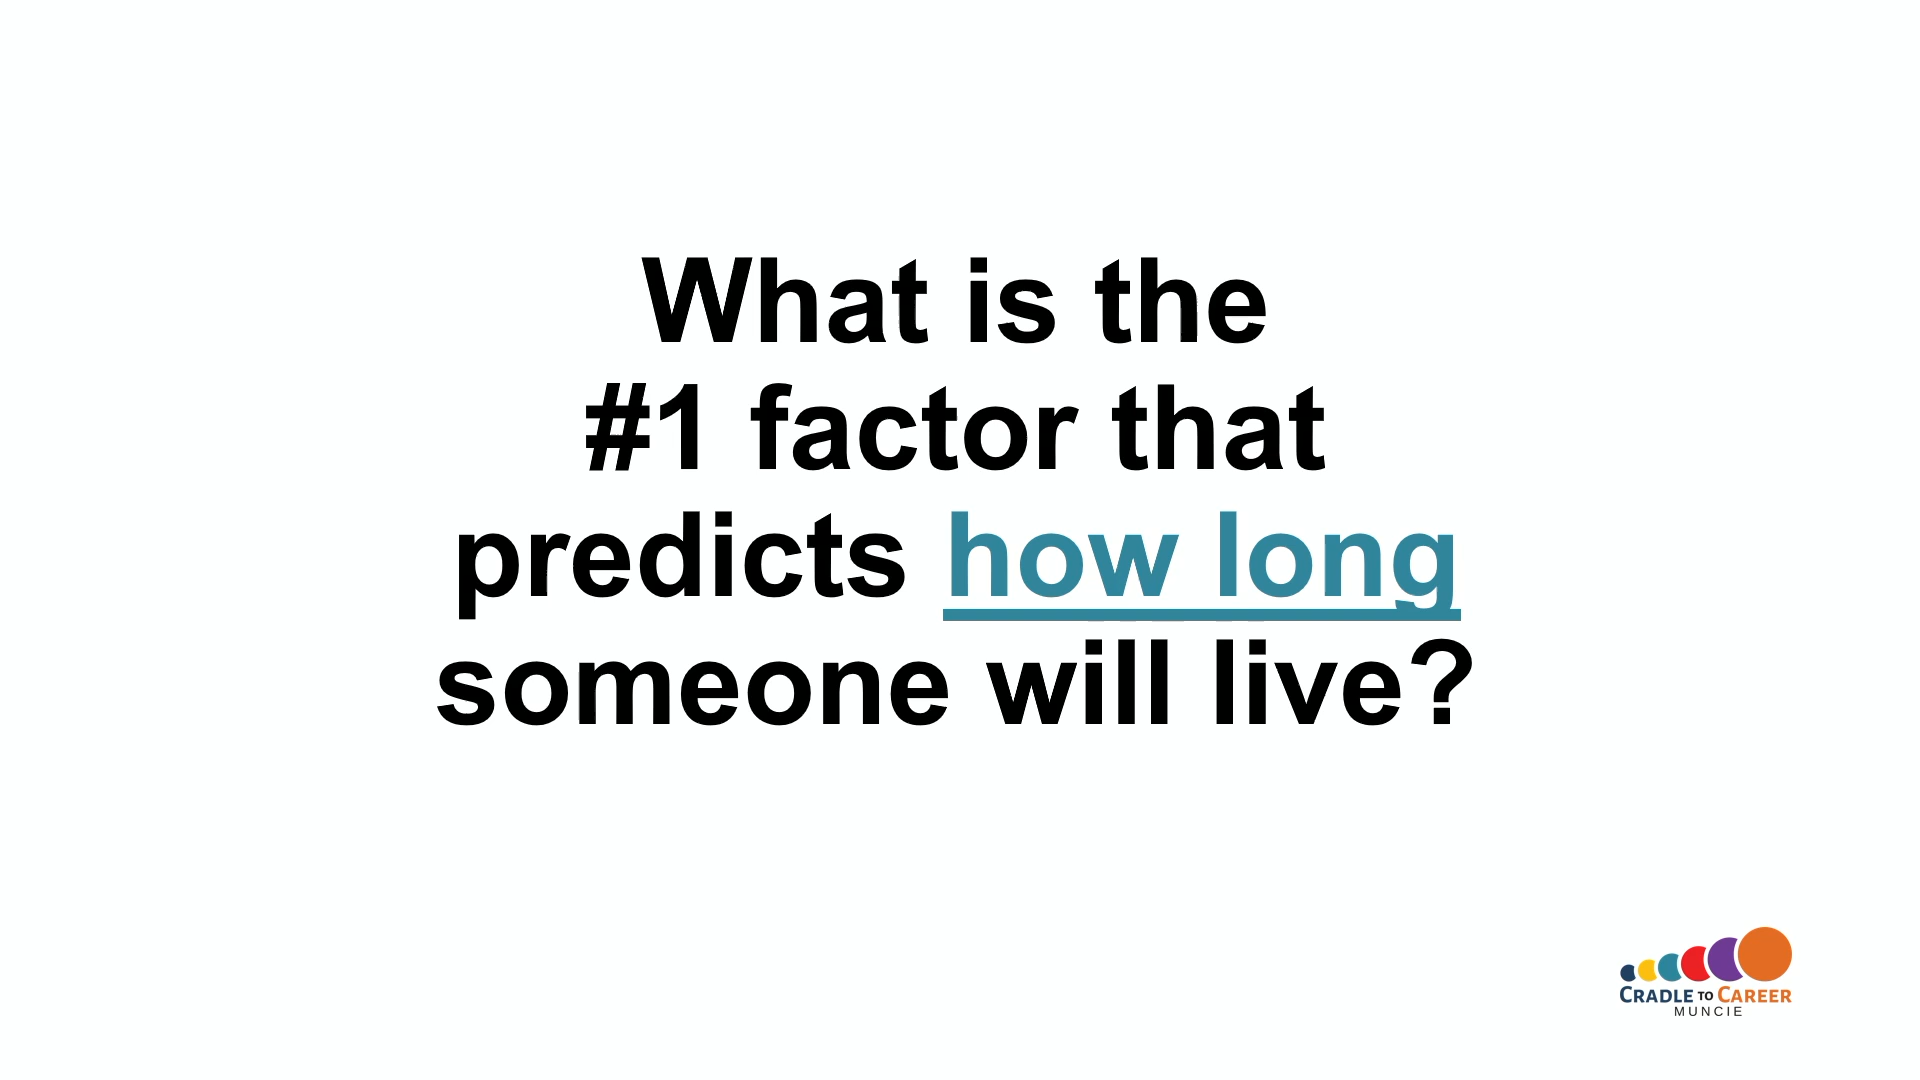 What is the
#1 factor that
predicts how long
someone will live?
CRADLE TO CAREER
MUNCIE